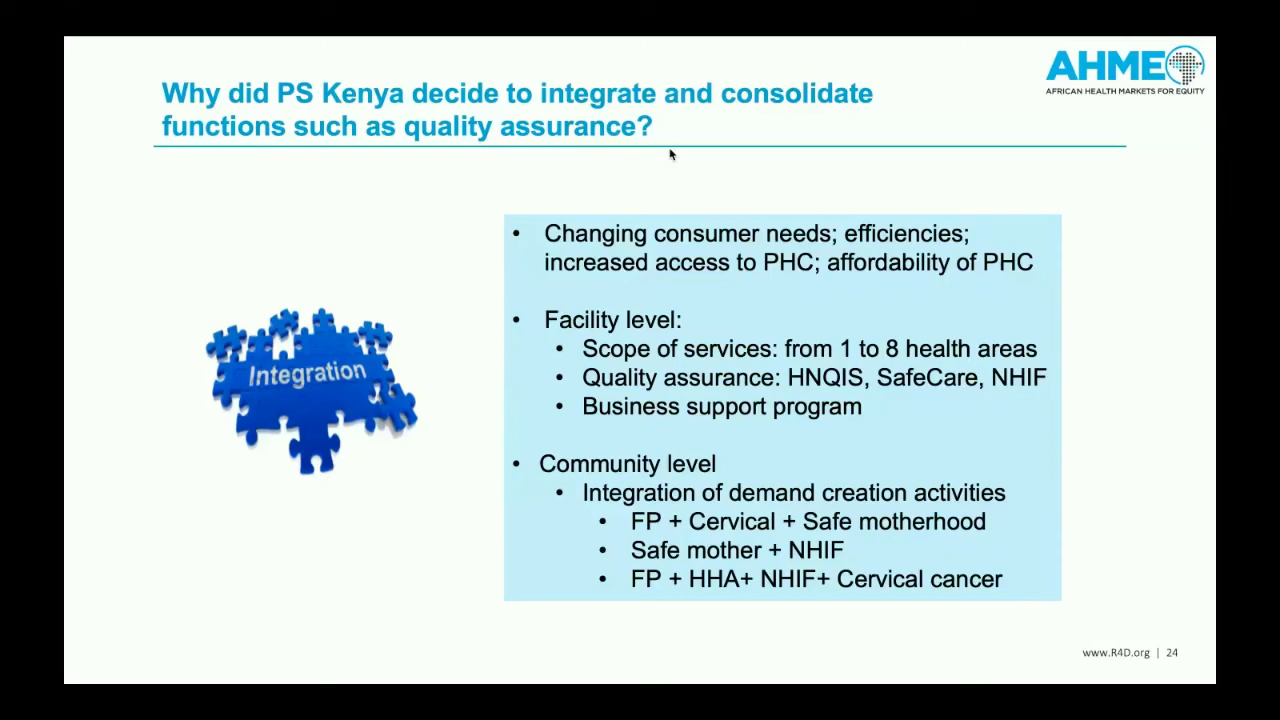 AHME
AFRICAN HEALTH MARKETS FOR EQUITY
Why did PS Kenya decide to integrate and consolidate
functions such as quality assurance?
• Changing consumer needs; efficiencies;
increased access to PHC; affordability of PHC
• Facility level:
• Scope of services: from 1 to 8 health areas
• Quality assurance: HNQIS, SafeCare, NHIF
• Business support program
• Community level
• Integration of demand creation activities
• FP + Cervical + Safe motherhood
• Safe mother + NHIF
• FP + HHA+ NHIF+ Cervical cancer
Integration
www.R4D.org | 24